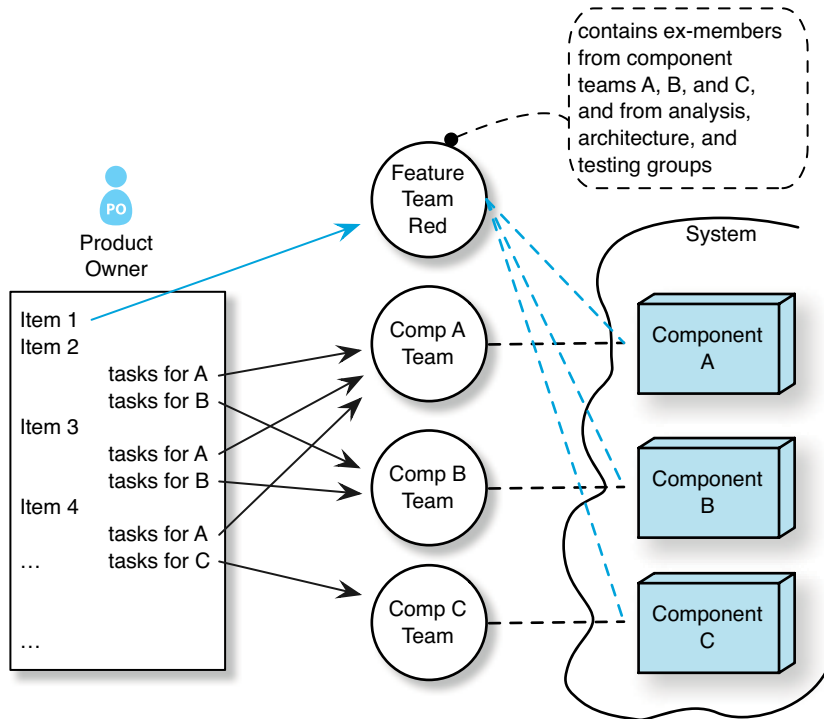 contains ex-members
from component
teams A, B, and C,
and from analysis,
architecture, and
testing groups
PO
Product
Owner
Feature
Team
Red
System
Item 1
Item 2
tasks for A
tasks for B
Item 3
tasks for A
tasks for B
Item 4
tasks for A
...
tasks for C
...
Comp A
Team
Comp B
Team
Comp C
Team
Component
A
Component
B
Component
C